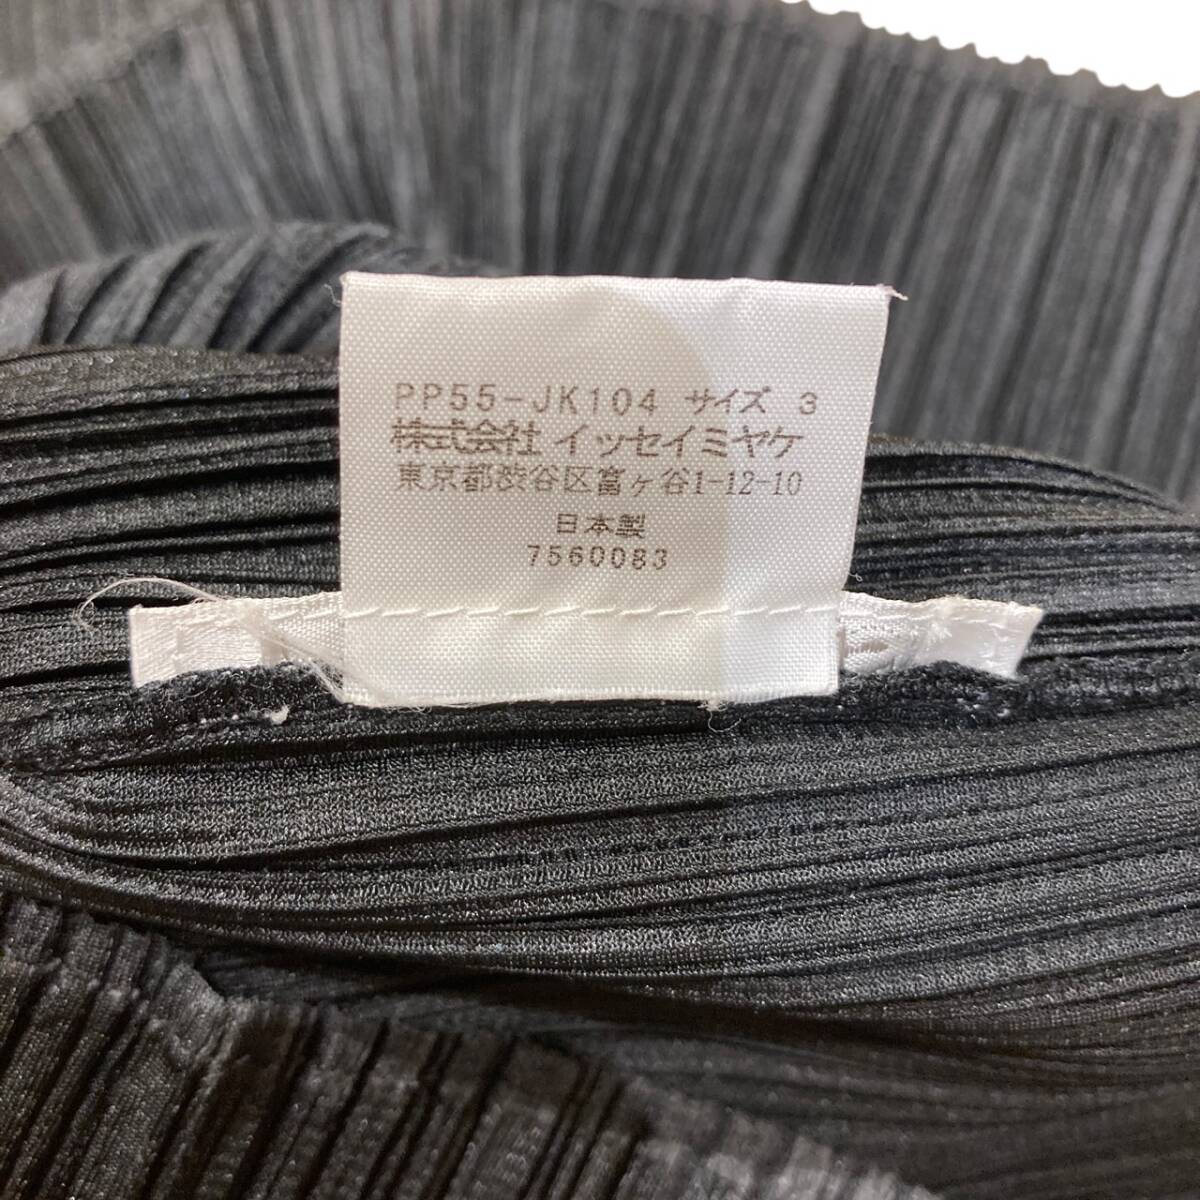 PP55-JK104 サイズ 3
株式会社 イッセイミヤケ
東京都渋谷区富ヶ谷1-12-10
日本製
7560083